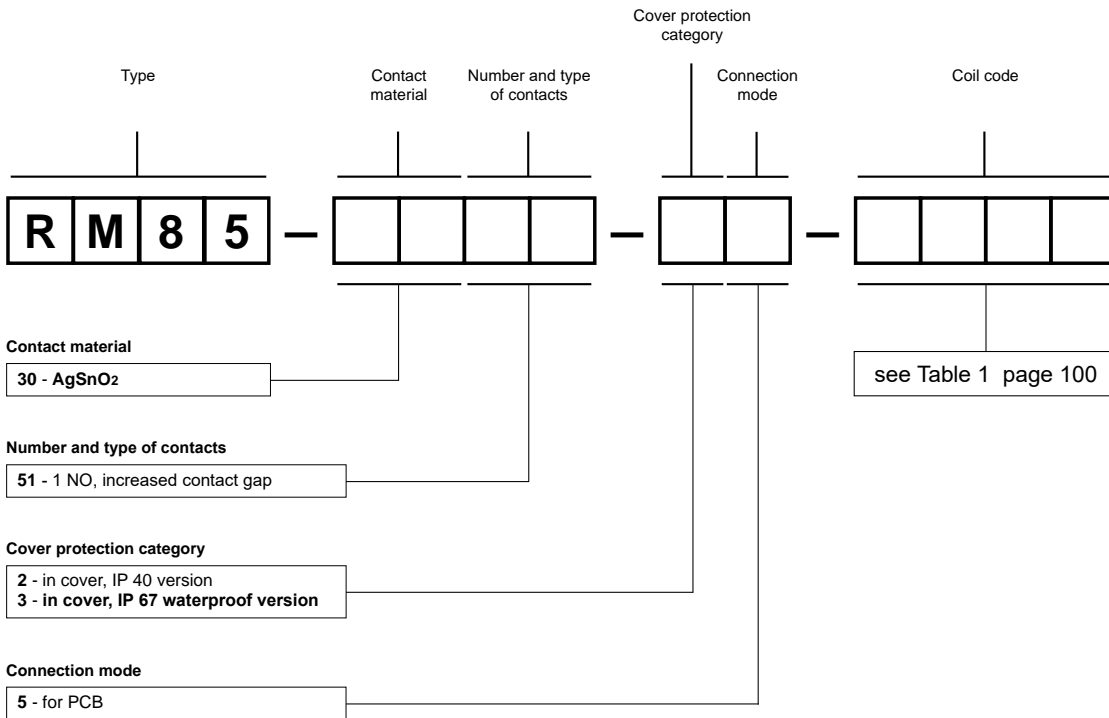 Cover protection
category
Type
Contact
material
Number and type
of contacts
Connection
mode
Coil code
RM85 – –  –
Contact material
30 - AgSnO2
see Table 1 page 100
Number and type of contacts
51 - 1 NO, increased contact gap
Cover protection category
2 - in cover, IP 40 version
3 - in cover, IP 67 waterproof version
Connection mode
5 - for PCB